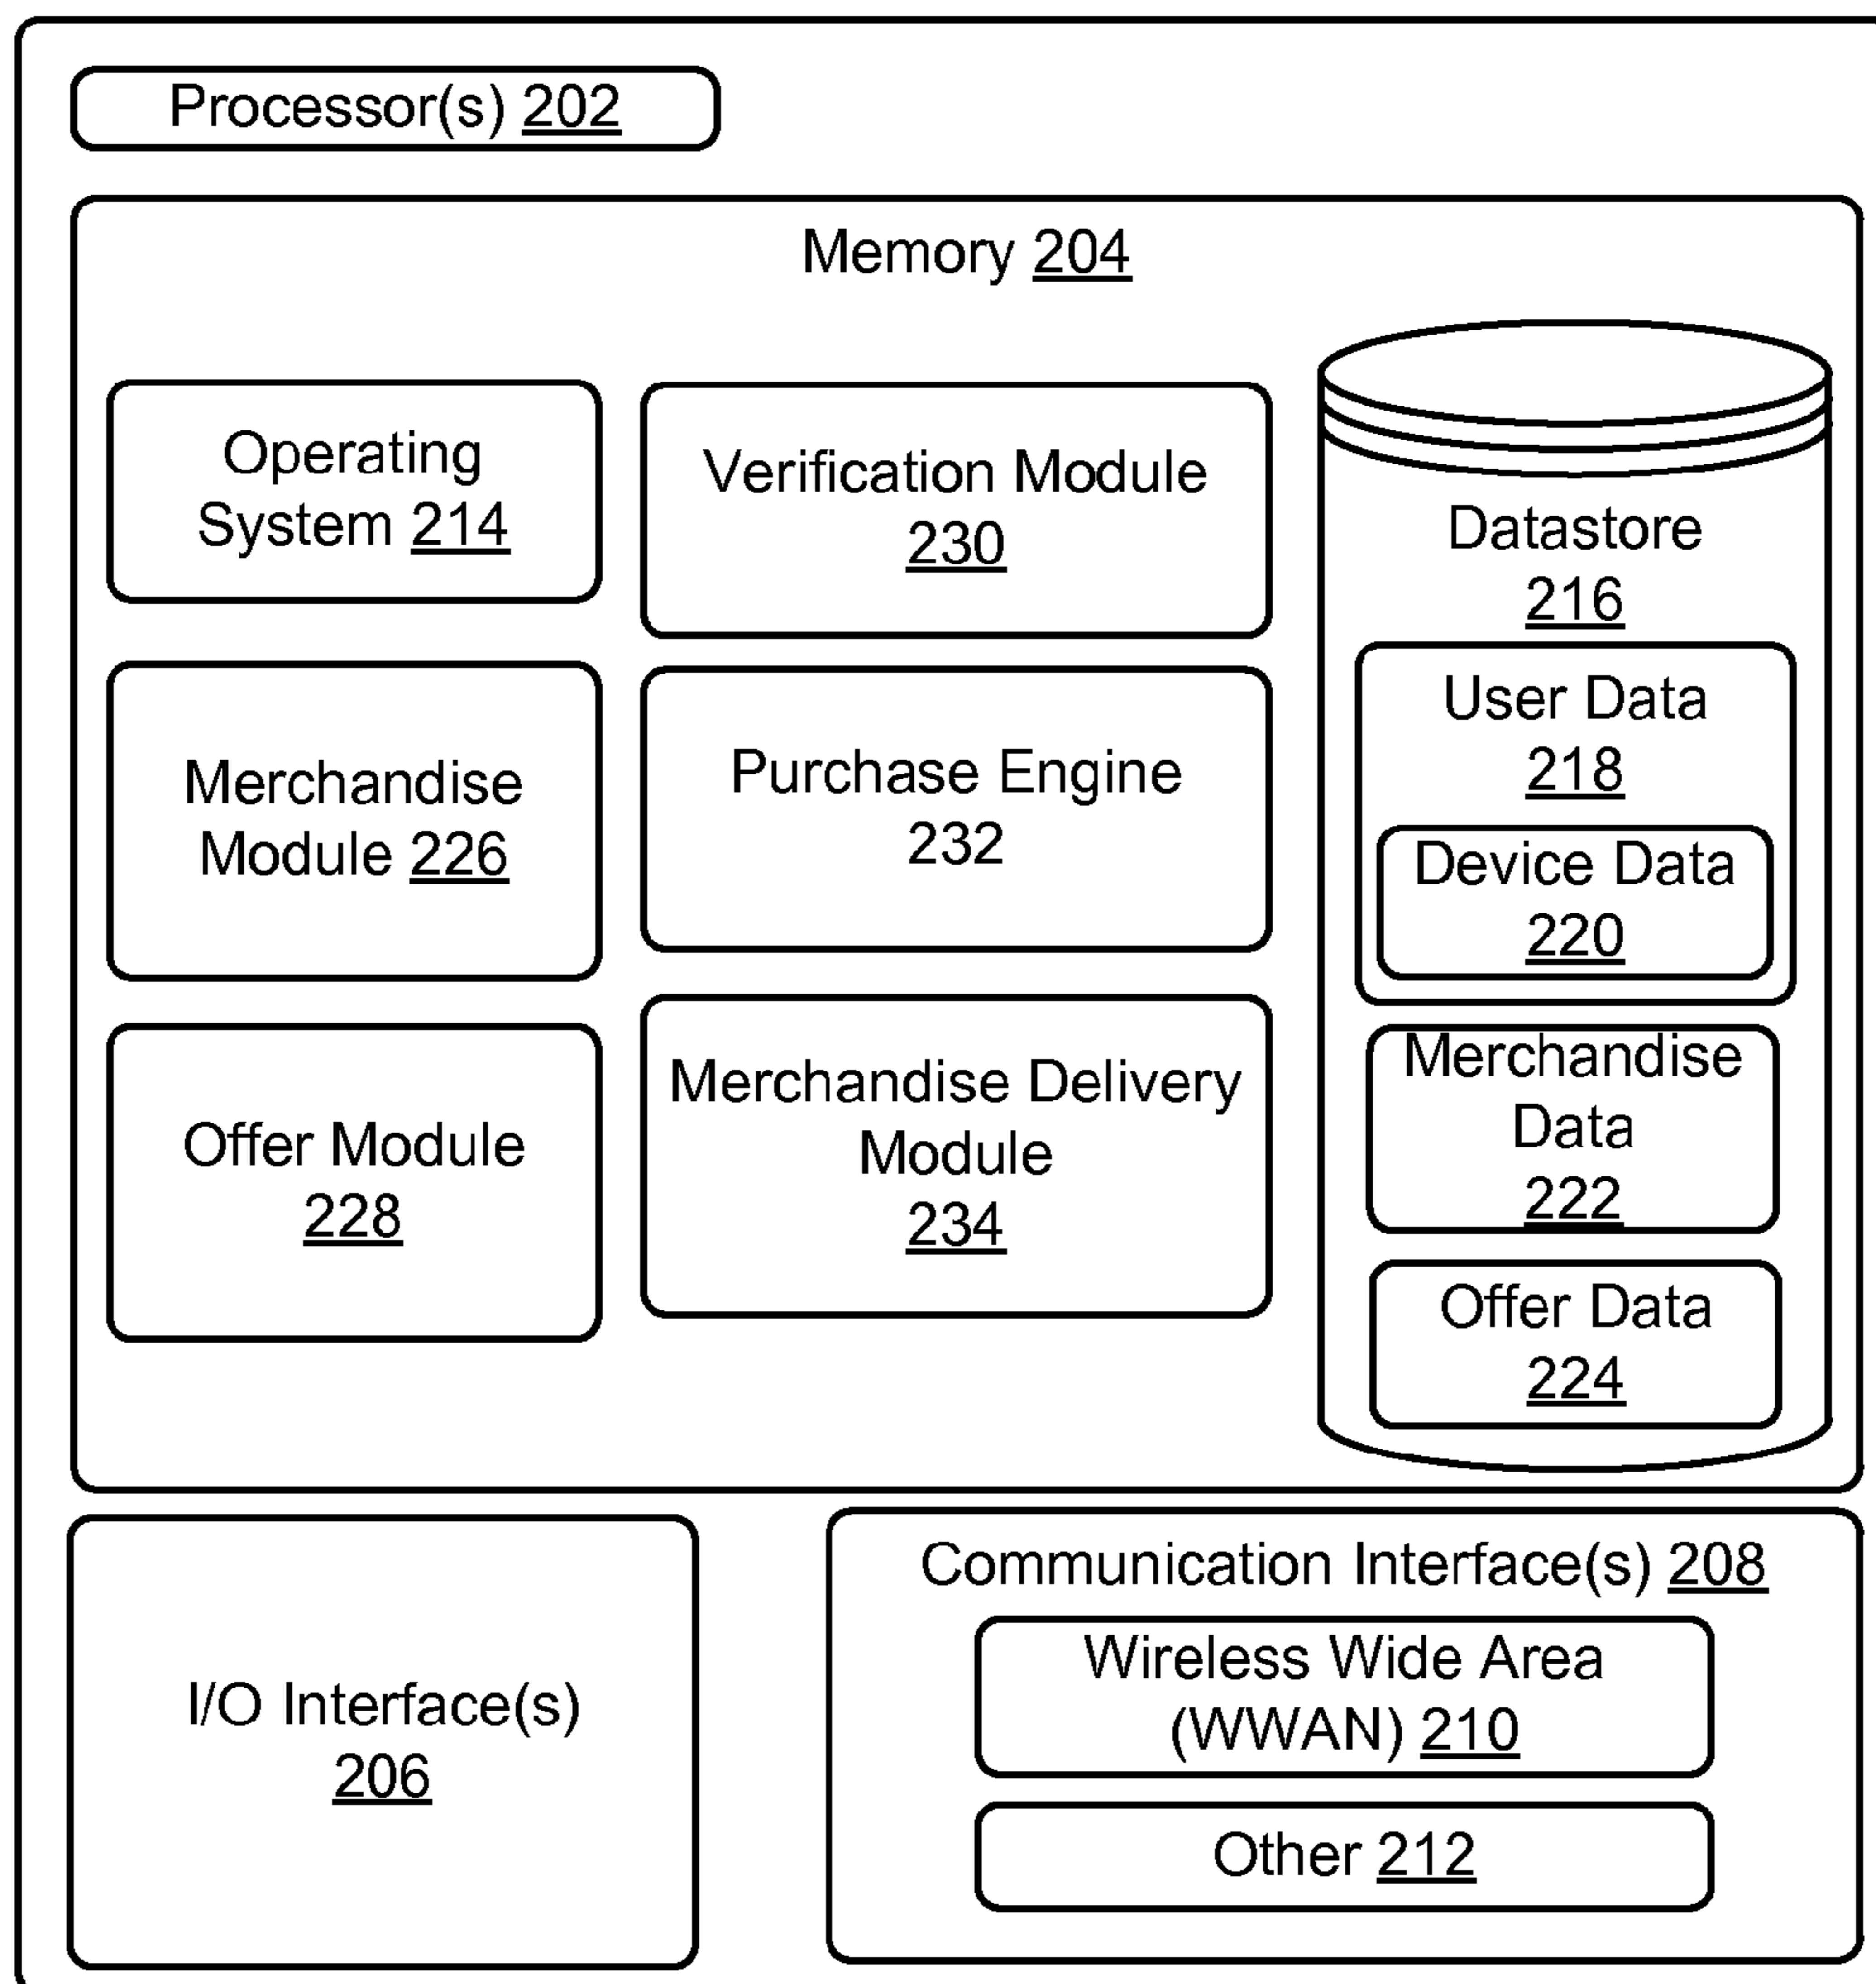 Processor(s) 202
Memory 204
Operating
System 214
Verification Module
230
Datastore
216
User Data
218
Device Data
220
Merchandise
Data
222
Offer Data
224
Merchandise
Module 226
Purchase Engine
232
Offer Module
228
Merchandise Delivery
Module
234
I/O Interface(s)
206
Communication Interface(s) 208
Wireless Wide Area
(WWAN) 210
Other 212